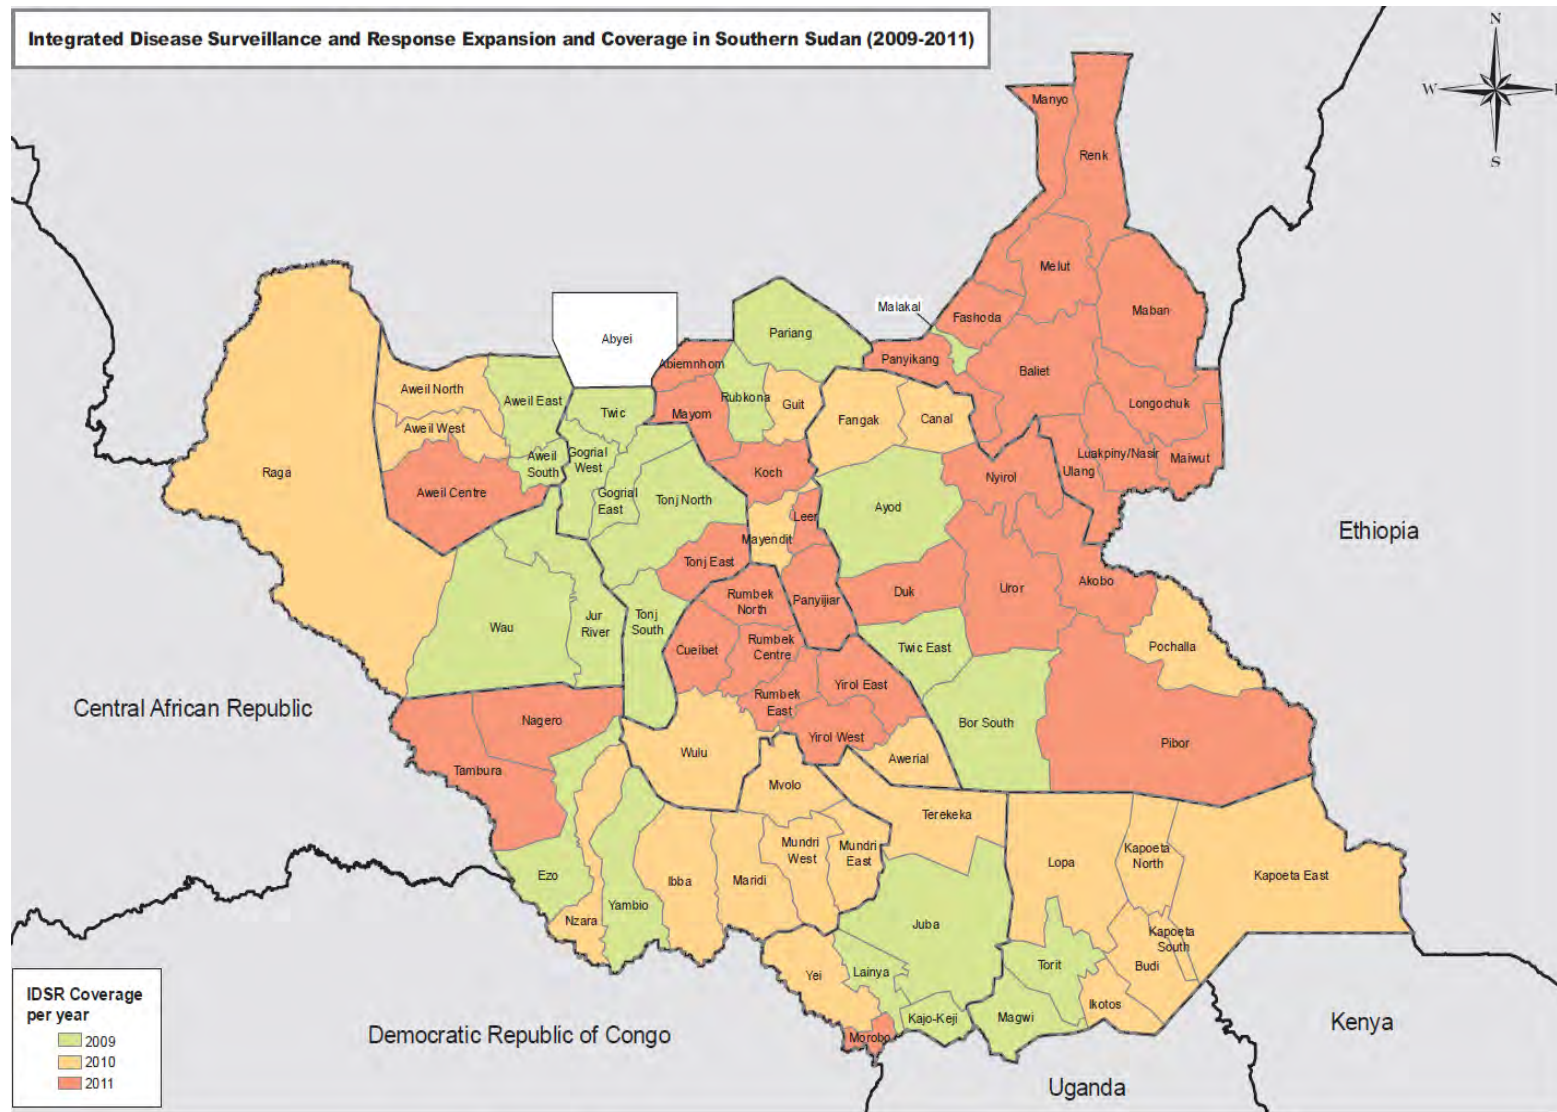 Integrated Disease Surveillance and Response Expansion and Coverage in Southern Sudan (2009-2011)
N
W
S
Manyo
Renk
Melut
Maban
Malakal
Fashoda
Pariang
Abyei
Panyikang
Abiemnhom
Baliet
Aweil North
Aweil East
Rubkona
Guit
Longochuk
Twic
Mayom
Fangak
Canal
Aweil West
Gogrial
West
Luakpiny/Nasir
Maiwut
Aweil
South
Raga
Koch
Nyirol
Ulang
Aweil Centre
Gogrial
East
Tonj North
Leer
Ayod
Ethiopia
Mayendit
Tonj East
Akobo
Duk
Uror
Rumbek
North
Panyijiar
Jur
River
Tonj
South
Wau
Cueibet
Rumbek
Centre
Twic East
Pochalla
Yirol East
Rumbek
East
Central African Republic
Nagero
Bor South
Yirol West
Pibor
Wulu
Awerial
Tambura
Mvolo
Terekeka
Mundri
West
Mundri
East
Lopa
Kapoeta
North
Ezo
Ibba
Maridi
Kapoeta East
Yambio
Nzara
Juba
Kapoeta
South
Yei
Lainya
Torit
Budi
Ikotos
Kajo-Keji
Magwi
Morobo
Democratic Republic of Congo
Kenya
Uganda
IDSR Coverage
per year
2009
2010
2011